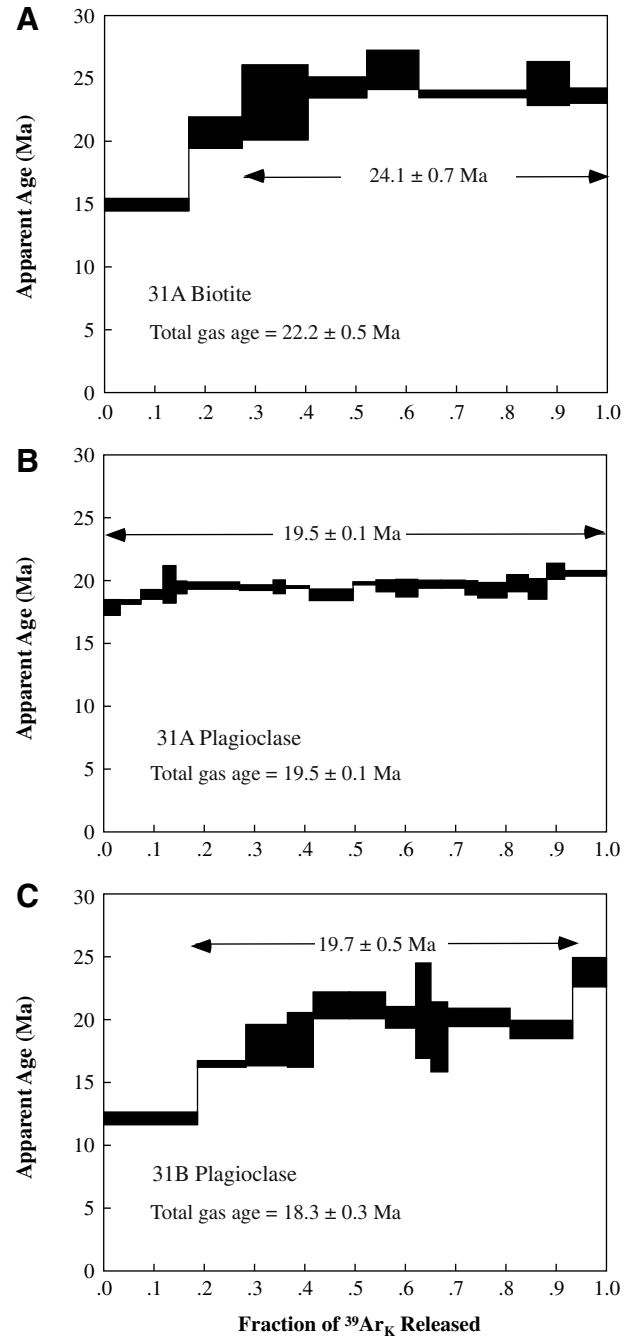 A
30
25
20
15
10
5
0
Apparent Age (Ma)
24.1 ± 0.7 Ma
31A Biotite
Total gas age = 22.2 ± 0.5 Ma
.0 .1 .2 .3 .4 .5 .6 .7 .8 .9 1.0
B
30
25
20
15
10
5
0
Apparent Age (Ma)
19.5 ± 0.1 Ma
31A Plagioclase
Total gas age = 19.5 ± 0.1 Ma
.0 .1 .2 .3 .4 .5 .6 .7 .8 .9 1.0
C
30
25
20
15
10
5
0
Apparent Age (Ma)
19.7 ± 0.5 Ma
31B Plagioclase
Total gas age = 18.3 ± 0.3 Ma
.0 .1 .2 .3 .4 .5 .6 .7 .8 .9 1.0
Fraction of ³⁹Ar_K Released